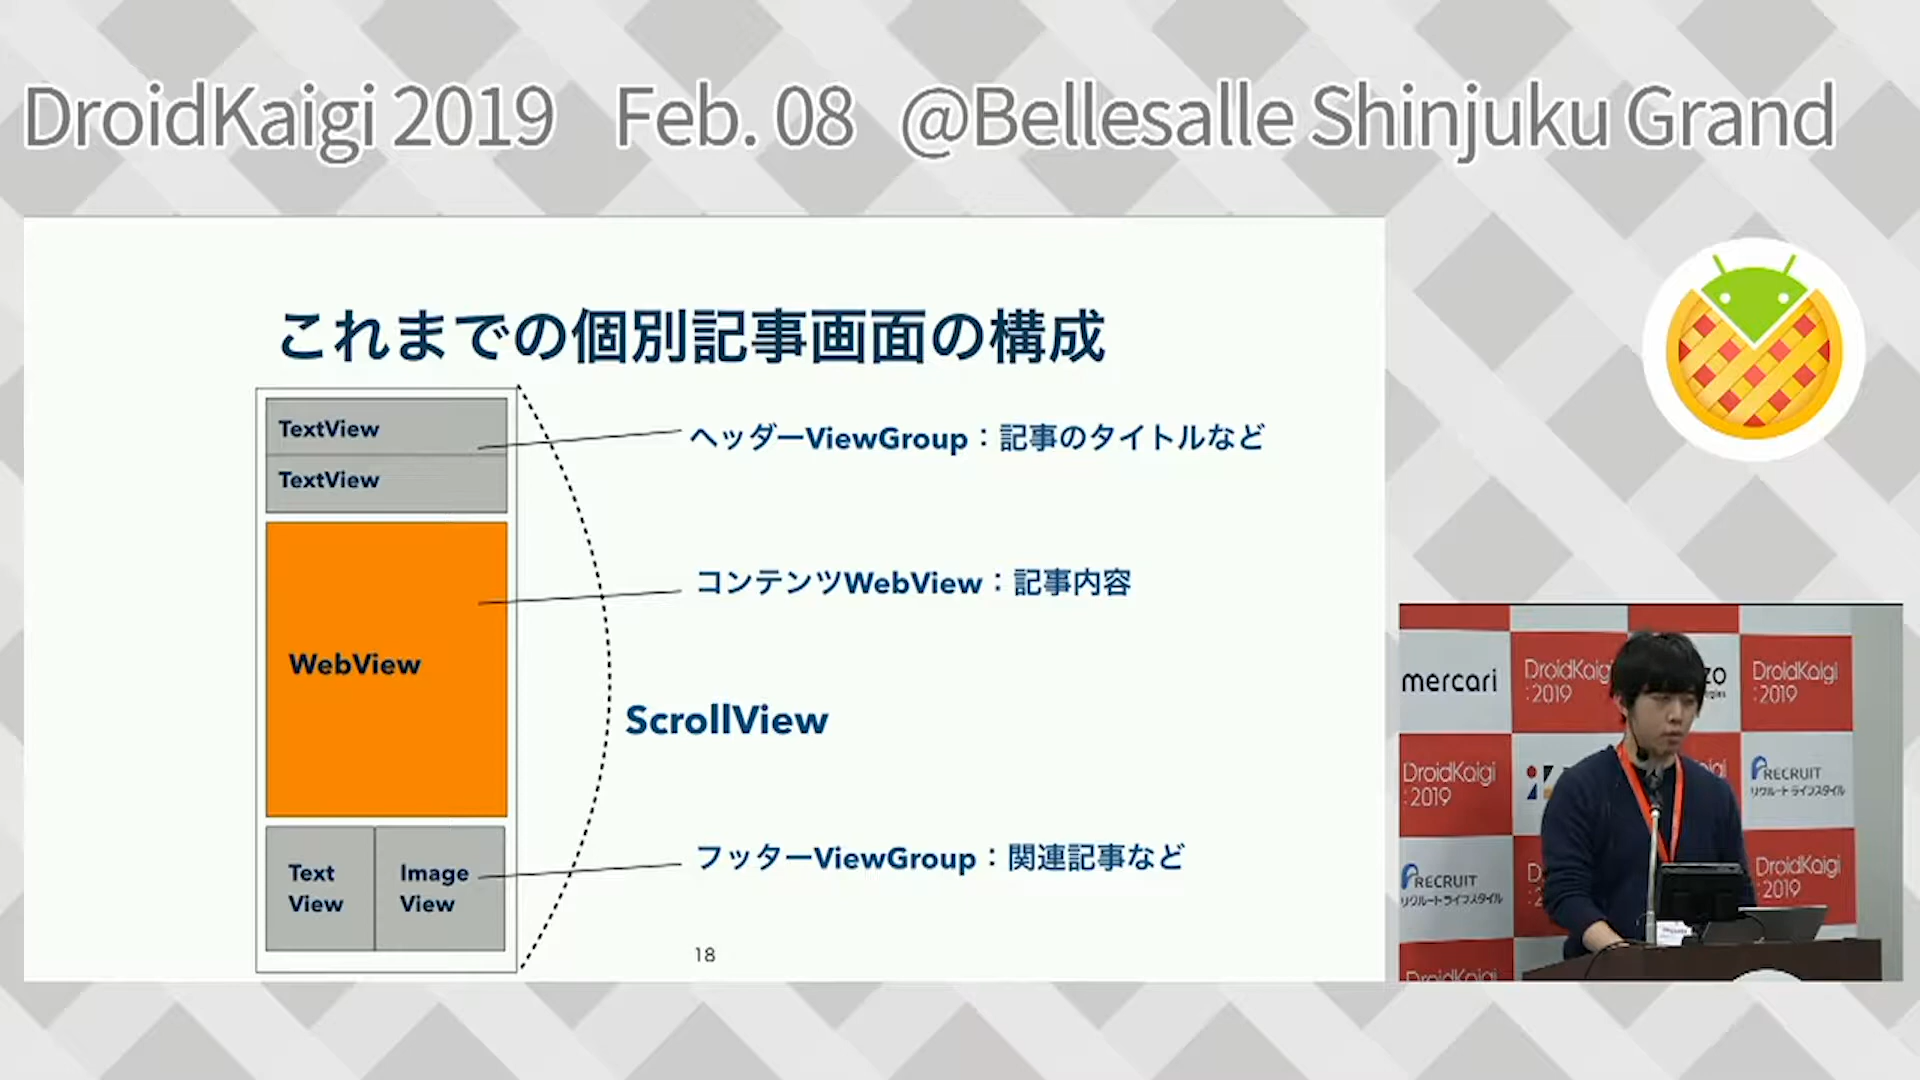 DroidKaigi 2019 Feb. 08 @Bellesalle Shinjuku Grand
これまでの個別記事画面の構成
TextView
TextView
ヘッダーViewGroup：記事のタイトルなど
コンテンツWebView：記事内容
WebView
ScrollView
Text
View
Image
View
フッターViewGroup：関連記事など
18
mercari
DroidKaigi
:2019
DroidKaigi
:2019
DroidKaigi
:2019
RECRUIT
リクルート ライフスタイル
RECRUIT
リクルート ライフスタイル
DroidKaigi
:2019
DroidKaigi